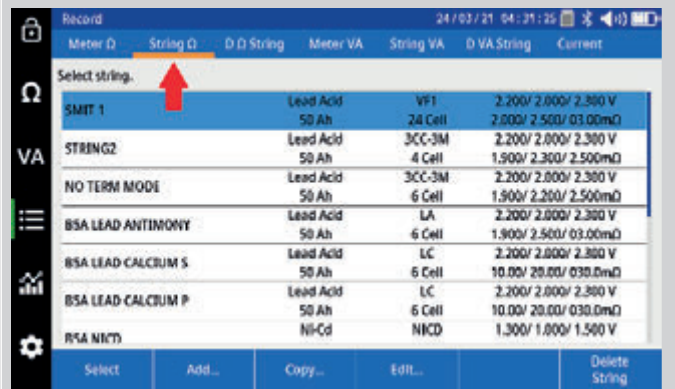 Record 24/03/21 04:31:25
Meter Ω String Ω D Ω String Meter VA String VA D VA String Current
Select string.
Ω
VA
SMIT 1 Lead Acid VF1 2.200/ 2.000/ 2.300 V
50 Ah 24 Cell 2.000/ 2.500/ 03.00mΩ
STRING2 Lead Acid 3CC-3M 2.200/ 2.000/ 2.300 V
50 Ah 4 Cell 1.900/ 2.300/ 2.500mΩ
NO TERM MODE Lead Acid 3CC-3M 2.200/ 2.000/ 2.300 V
50 Ah 6 Cell 1.900/ 2.200/ 2.500mΩ
BSA LEAD ANTIMONY Lead Acid LA 2.200/ 2.000/ 2.300 V
50 Ah 6 Cell 1.900/ 2.500/ 03.00mΩ
BSA LEAD CALCIUM S Lead Acid LC 2.200/ 2.000/ 2.300 V
50 Ah 6 Cell 10.00/ 20.00/ 030.0mΩ
BSA LEAD CALCIUM P Lead Acid LC 2.200/ 2.000/ 2.300 V
50 Ah 6 Cell 10.00/ 20.00/ 030.0mΩ
BSA NICD Ni-Cd NICD 1.300/ 1.000/ 1.500 V
Select Add... Copy... Edit... Delete
String